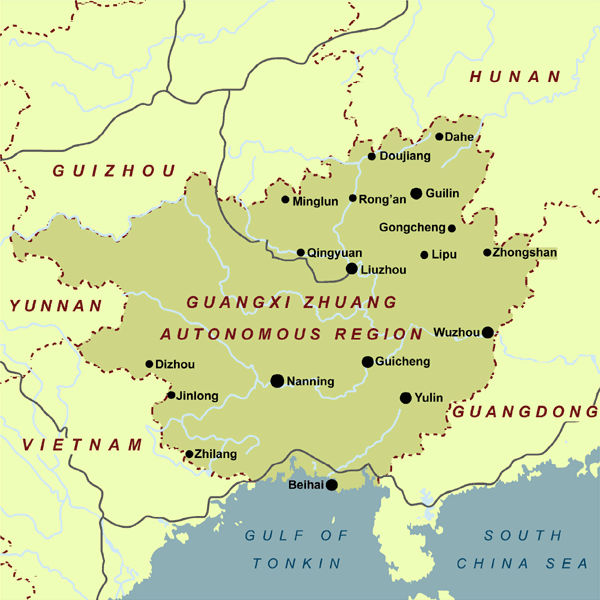 HUNAN
Dahe
Doujiang
GUIZHOU
Minglun
Rong'an
Guilin
Gongcheng
Qingyuan
Lipu
Zhongshan
Liuzhou
YUNNAN
GUANGXI ZHUANG
AUTONOMOUS REGION
Wuzhou
Dizhou
Guicheng
Nanning
Jinlong
Yulin
GUANGDONG
VIETNAM
Zhilang
Beihai
GULF OF
TONKIN
SOUTH
CHINA SEA